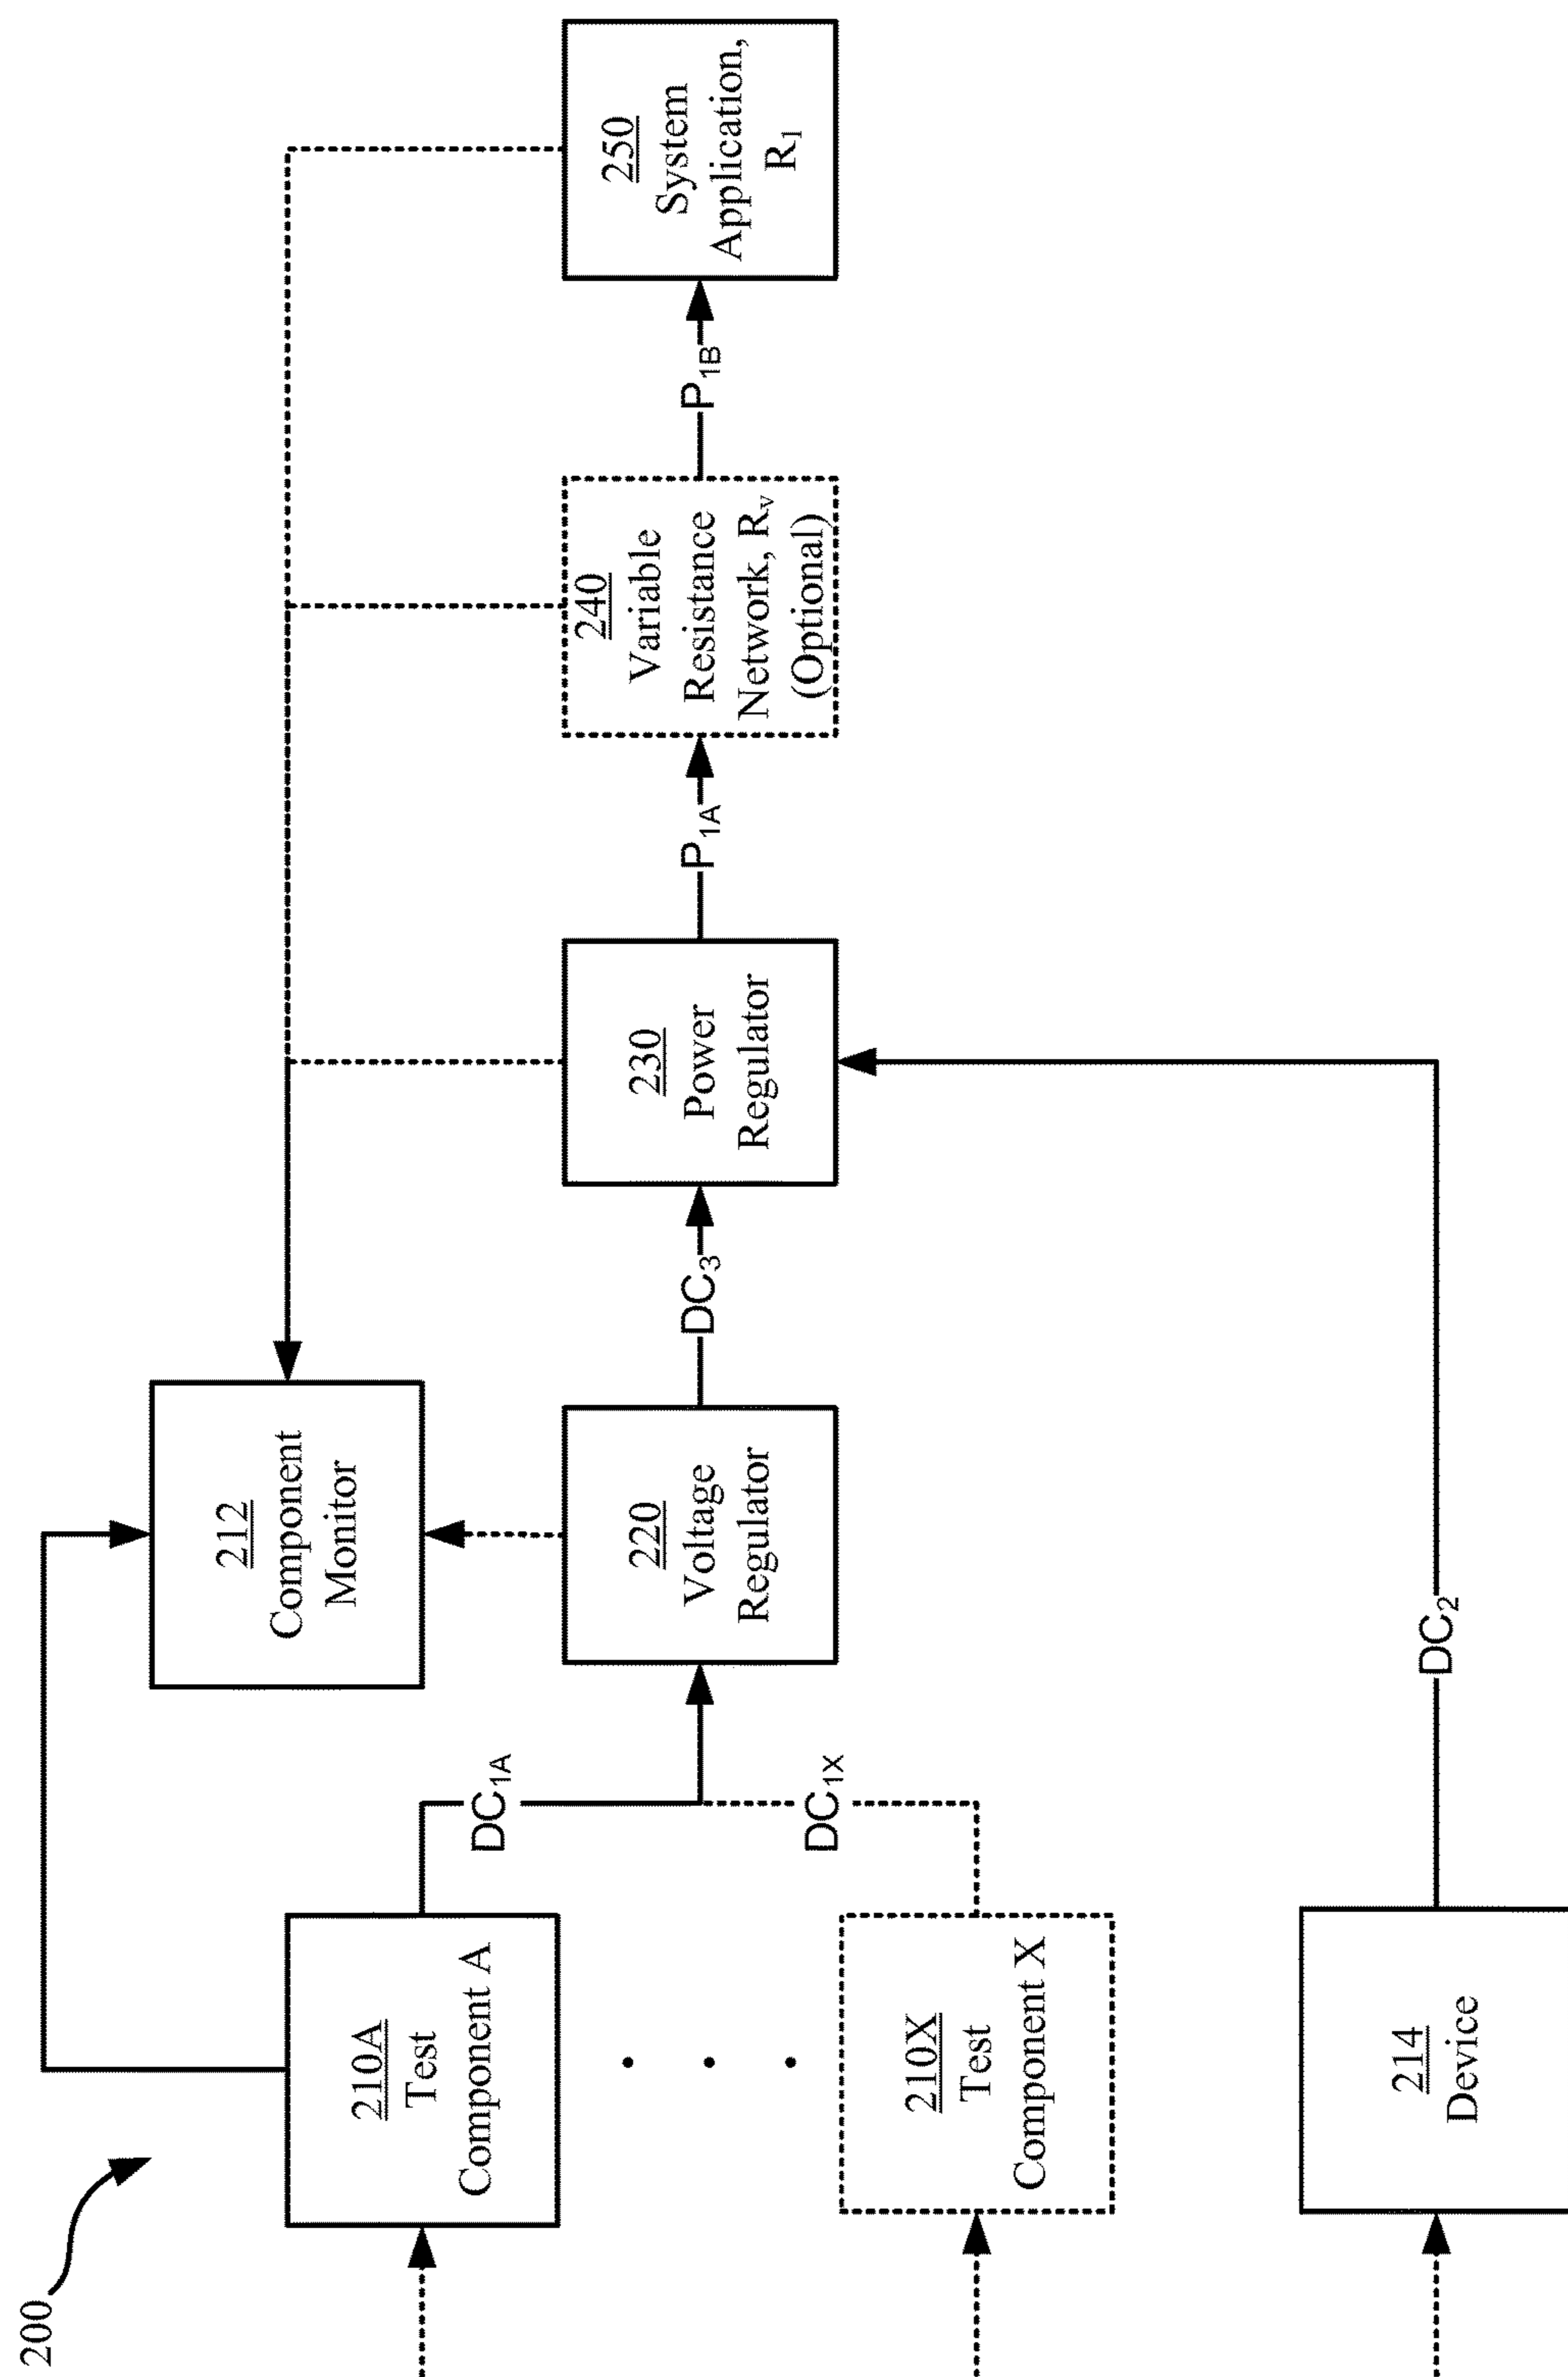 200
210A
Test
Component A
DC1A
212
Component
Monitor
220
Voltage
Regulator
DC3
230
Power
Regulator
P1A
240
Variable
Resistance
Network, Rv
(Optional)
P1B
250
System
Application,
R1
210X
Test
Component X
DC1X
214
Device
DC2